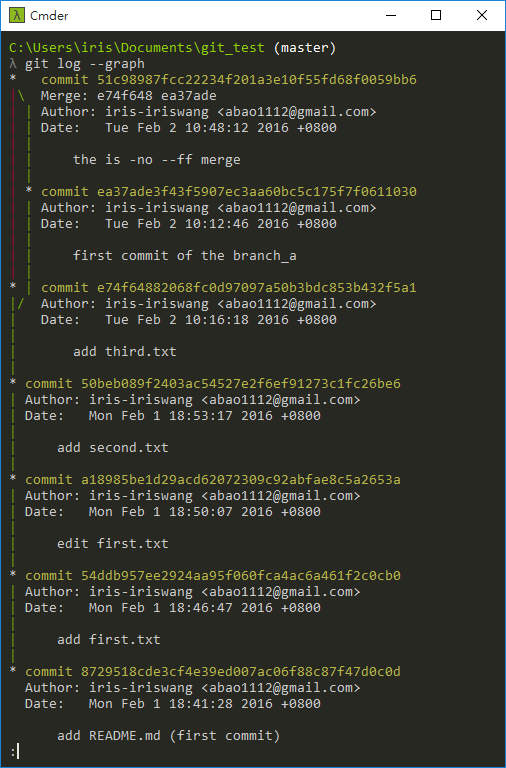 Cmder
C:\Users\iris\Documents\git_test (master)
λ git log --graph
*   commit 51c98987fcc22234f201a3e10f55fd68f0059bb6
|\  Merge: e74f648 ea37ade
| | Author: iris-iriswang <abao1112@gmail.com>
| | Date:   Tue Feb 2 10:48:12 2016 +0800
| |
| |     the is -no --ff merge
| |
| * commit ea37ade3f43f5907ec3aa60bc5c175f7f0611030
| | Author: iris-iriswang <abao1112@gmail.com>
| | Date:   Tue Feb 2 10:12:46 2016 +0800
| |
| |     first commit of the branch_a
| |
* | commit e74f64882068fc0d97097a50b3bdc853b432f5a1
|/  Author: iris-iriswang <abao1112@gmail.com>
|   Date:   Tue Feb 2 10:16:18 2016 +0800
|
|       add third.txt
|
* commit 50beb089f2403ac54527e2f6ef91273c1fc26be6
| Author: iris-iriswang <abao1112@gmail.com>
| Date:   Mon Feb 1 18:53:17 2016 +0800
|
|     add second.txt
|
* commit a18985be1d29acd62072309c92abfae8c5a2653a
| Author: iris-iriswang <abao1112@gmail.com>
| Date:   Mon Feb 1 18:50:07 2016 +0800
|
|     edit first.txt
|
* commit 54ddb957ee2924aa95f060fca4ac6a461f2c0cb0
| Author: iris-iriswang <abao1112@gmail.com>
| Date:   Mon Feb 1 18:46:47 2016 +0800
|
|     add first.txt
|
* commit 8729518cde3cf4e39ed007ac06f88c87f47d0c0d
  Author: iris-iriswang <abao1112@gmail.com>
  Date:   Mon Feb 1 18:41:28 2016 +0800

      add README.md (first commit)
: